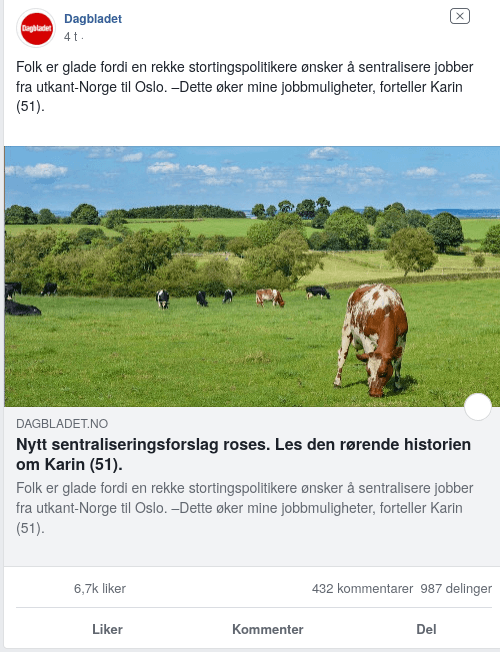 Dagbladet
Dagbladet
4 t ·
Folk er glade fordi en rekke stortingspolitikere ønsker å sentralisere jobber
fra utkant-Norge til Oslo. –Dette øker mine jobbmuligheter, forteller Karin
(51).
DAGBLADET.NO
Nytt sentraliseringsforslag roses. Les den rørende historien
om Karin (51).
Folk er glade fordi en rekke stortingspolitikere ønsker å sentralisere jobber
fra utkant-Norge til Oslo. –Dette øker mine jobbmuligheter, forteller Karin
(51).
6,7k liker 432 kommentarer 987 delinger
Liker Kommenter Del